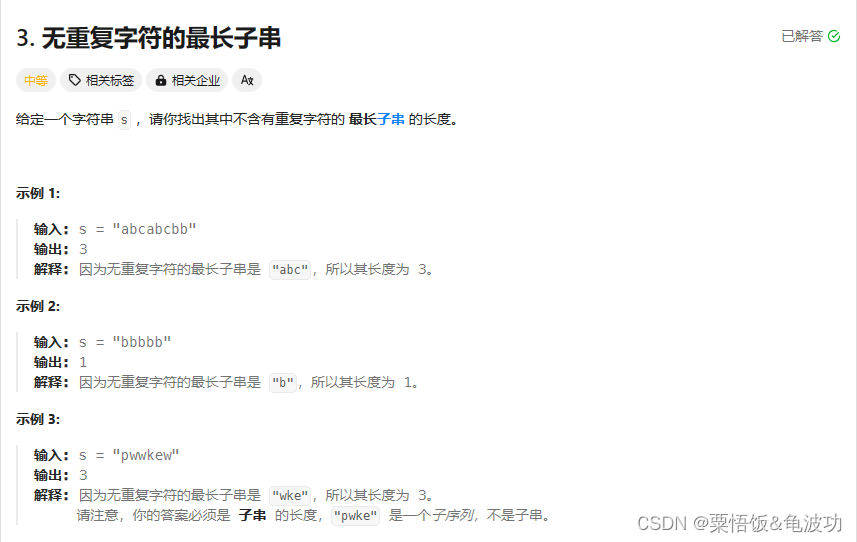 3. 无重复字符的最长子串
已解答
中等 相关标签 相关企业 Aあ
给定一个字符串 s ，请你找出其中不含有重复字符的 最长子串 的长度。
示例 1:
输入: s = "abcabcbb"
输出: 3
解释: 因为无重复字符的最长子串是 "abc"，所以其长度为 3。
示例 2:
输入: s = "bbbbb"
输出: 1
解释: 因为无重复字符的最长子串是 "b"，所以其长度为 1。
示例 3:
输入: s = "pwwkew"
输出: 3
解释: 因为无重复字符的最长子串是 "wke"，所以其长度为 3。
请注意，你的答案必须是 子串 的长度，"pwke" 是一个子序列，不是子串。
CSDN @粟悟饭&龟波功